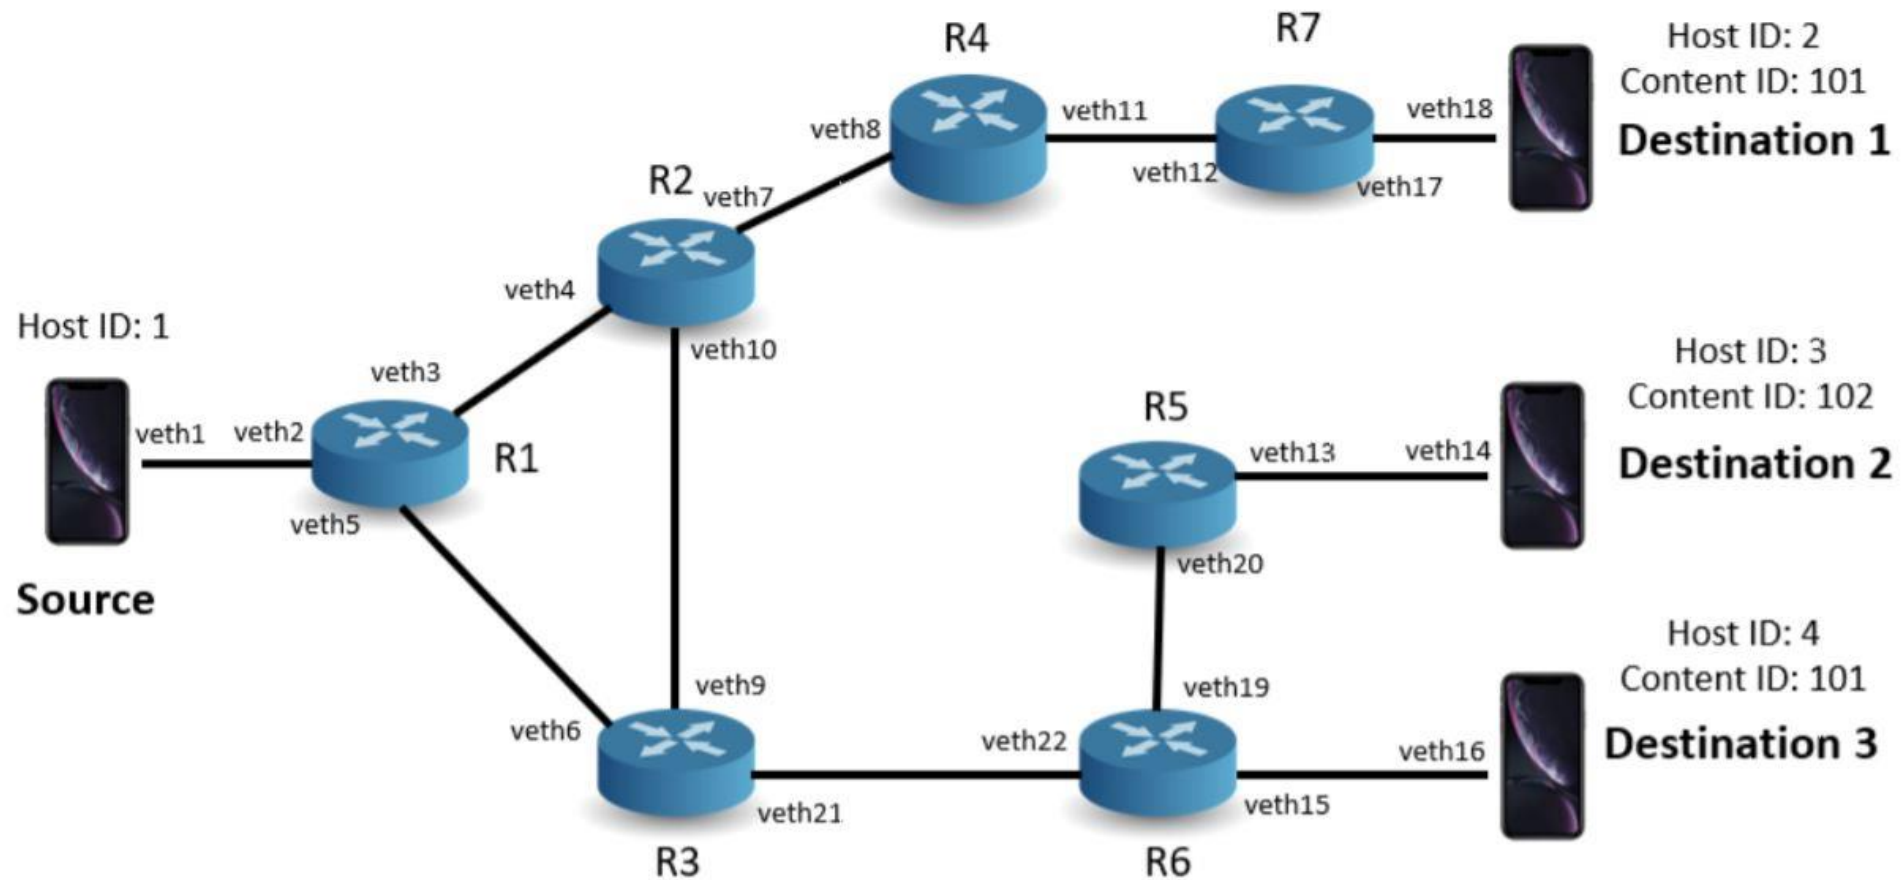 R4
R7
Host ID: 2
Content ID: 101
Destination 1
veth8
veth11
veth18
veth12
veth17
R2
veth7
veth4
veth10
Host ID: 1
veth3
veth1
veth2
R1
veth5
Source
Host ID: 3
Content ID: 102
Destination 2
R5
veth13
veth14
veth20
Host ID: 4
Content ID: 101
Destination 3
veth9
veth19
veth6
veth22
veth16
veth21
veth15
R3
R6